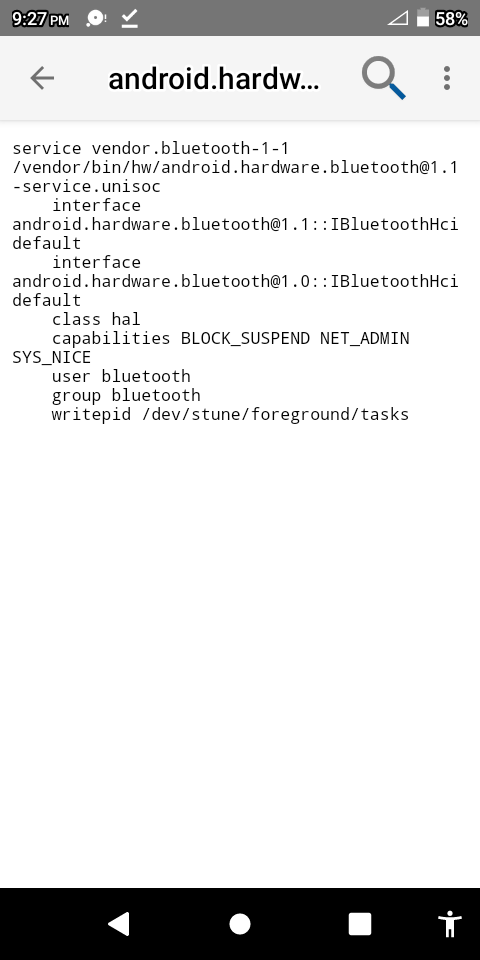 9:27 PM 58%
android.hardw...
service vendor.bluetooth-1-1
/vendor/bin/hw/android.hardware.bluetooth@1.1
-service.unisoc
    interface
android.hardware.bluetooth@1.1::IBluetoothHci
default
    interface
android.hardware.bluetooth@1.0::IBluetoothHci
default
    class hal
    capabilities BLOCK_SUSPEND NET_ADMIN
SYS_NICE
    user bluetooth
    group bluetooth
    writepid /dev/stune/foreground/tasks